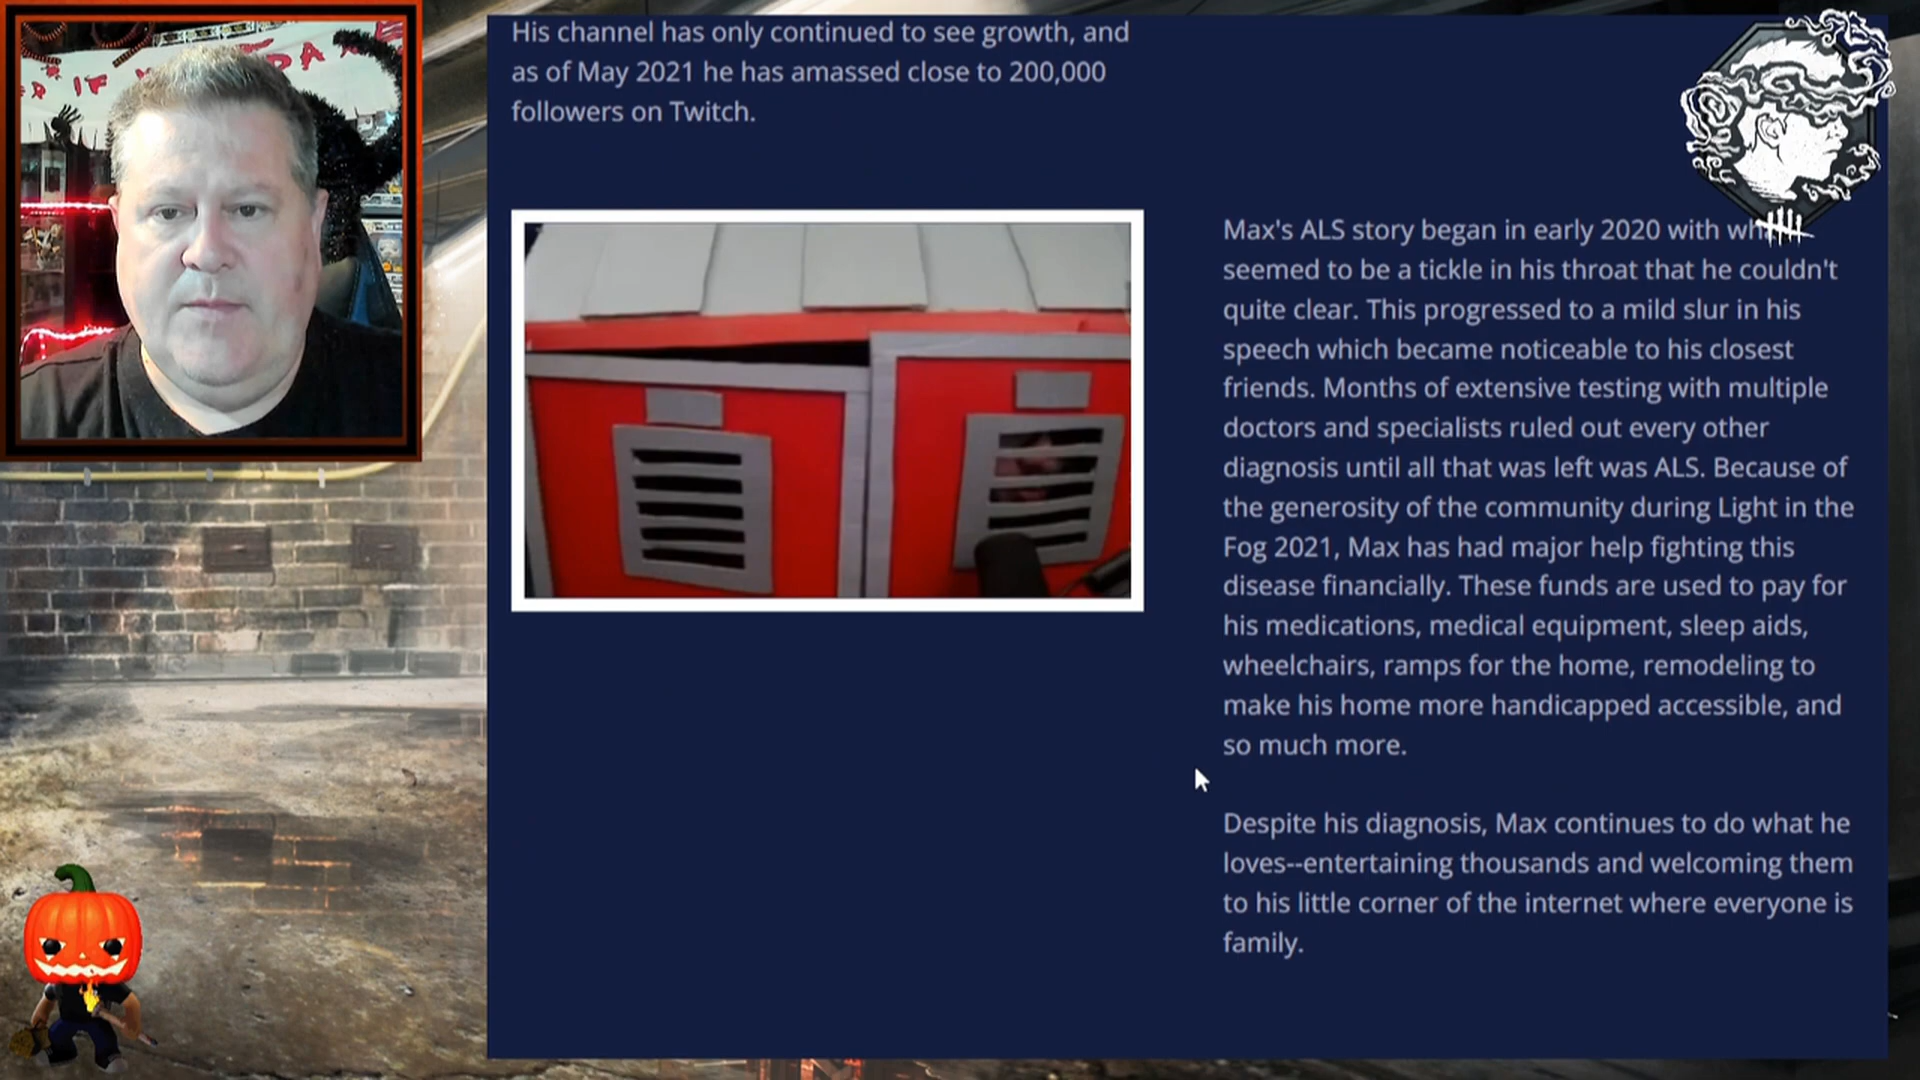 His channel has only continued to see growth, and
as of May 2021 he has amassed close to 200,000
followers on Twitch.
Max's ALS story began in early 2020 with
seemed to be a tickle in his throat that he couldn't
quite clear. This progressed to a mild slur in his
speech which became noticeable to his closest
friends. Months of extensive testing with multiple
doctors and specialists ruled out every other
diagnosis until all that was left was ALS. Because of
the generosity of the community during Light in the
Fog 2021, Max has had major help fighting this
disease financially. These funds are used to pay for
his medications, medical equipment, sleep aids,
wheelchairs, ramps for the home, remodeling to
make his home more handicapped accessible, and
so much more.
Despite his diagnosis, Max continues to do what he
loves--entertaining thousands and welcoming them
to his little corner of the internet where everyone is
family.